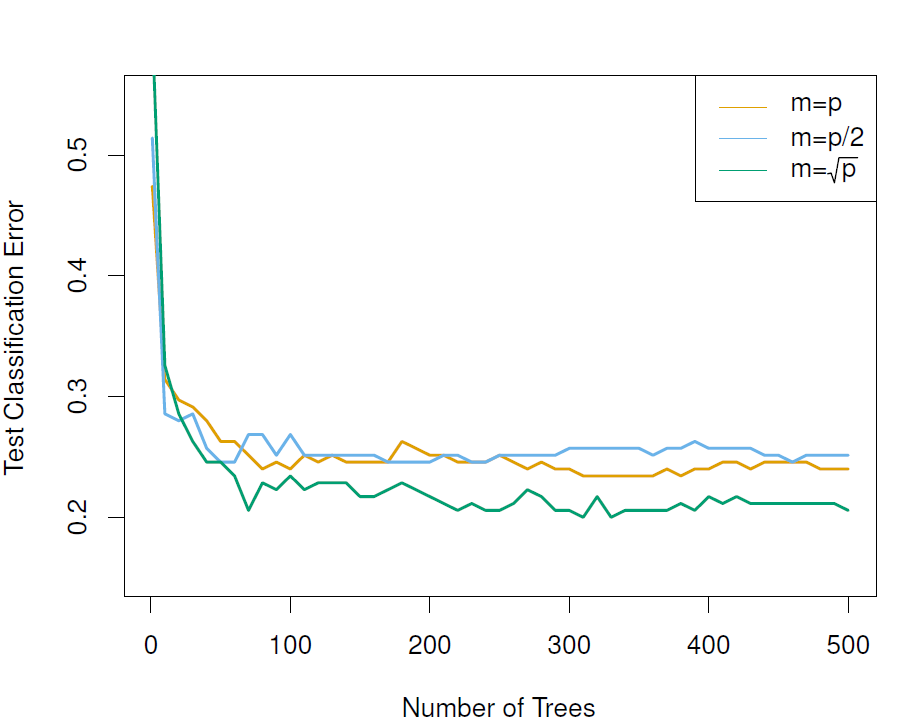 m=p
m=p/2
m=√p
0.5
0.4
0.3
0.2
Test Classification Error
0 100 200 300 400 500
Number of Trees